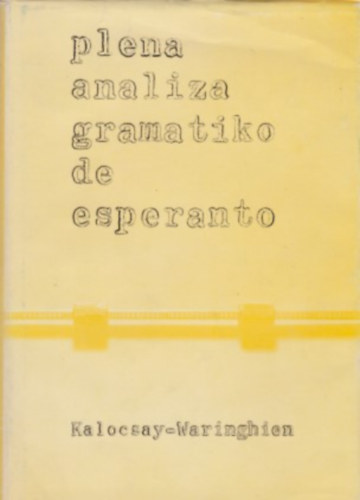 plena
analiza
gramatiko
de
esperanto
Kalocsay-Waringhien